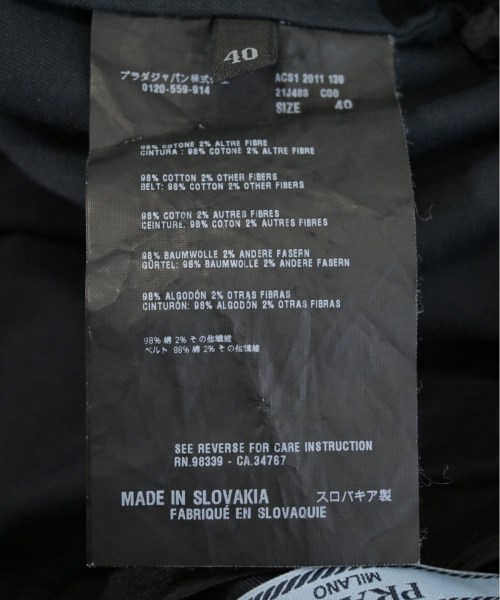 40
プラダジャパン株式
0120-559-914
ACS1 2011 139
21J488 C00
SIZE 40
98% COTONE 2% ALTRE FIBRE
CINTURA : 98% COTONE 2% ALTRE FIBRE
98% COTTON 2% OTHER FIBERS
BELT: 98% COTTON 2% OTHER FIBERS
98% COTON 2% AUTRES FIBRES
CEINTURE: 98% COTON 2% AUTRES FIBRES
98% BAUMWOLLE 2% ANDERE FASERN
GÜRTEL: 98% BAUMWOLLE 2% ANDERE FASERN
98% ALGODÓN 2% OTRAS FIBRAS
CINTURÓN: 98% ALGODÓN 2% OTRAS FIBRAS
98% 綿 2% その他繊維
ベルト 98% 綿 2% その他繊維
SEE REVERSE FOR CARE INSTRUCTION
RN.98339 - CA.34767
MADE IN SLOVAKIA スロバキア製
FABRIQUÉ EN SLOVAQUIE
MILANO